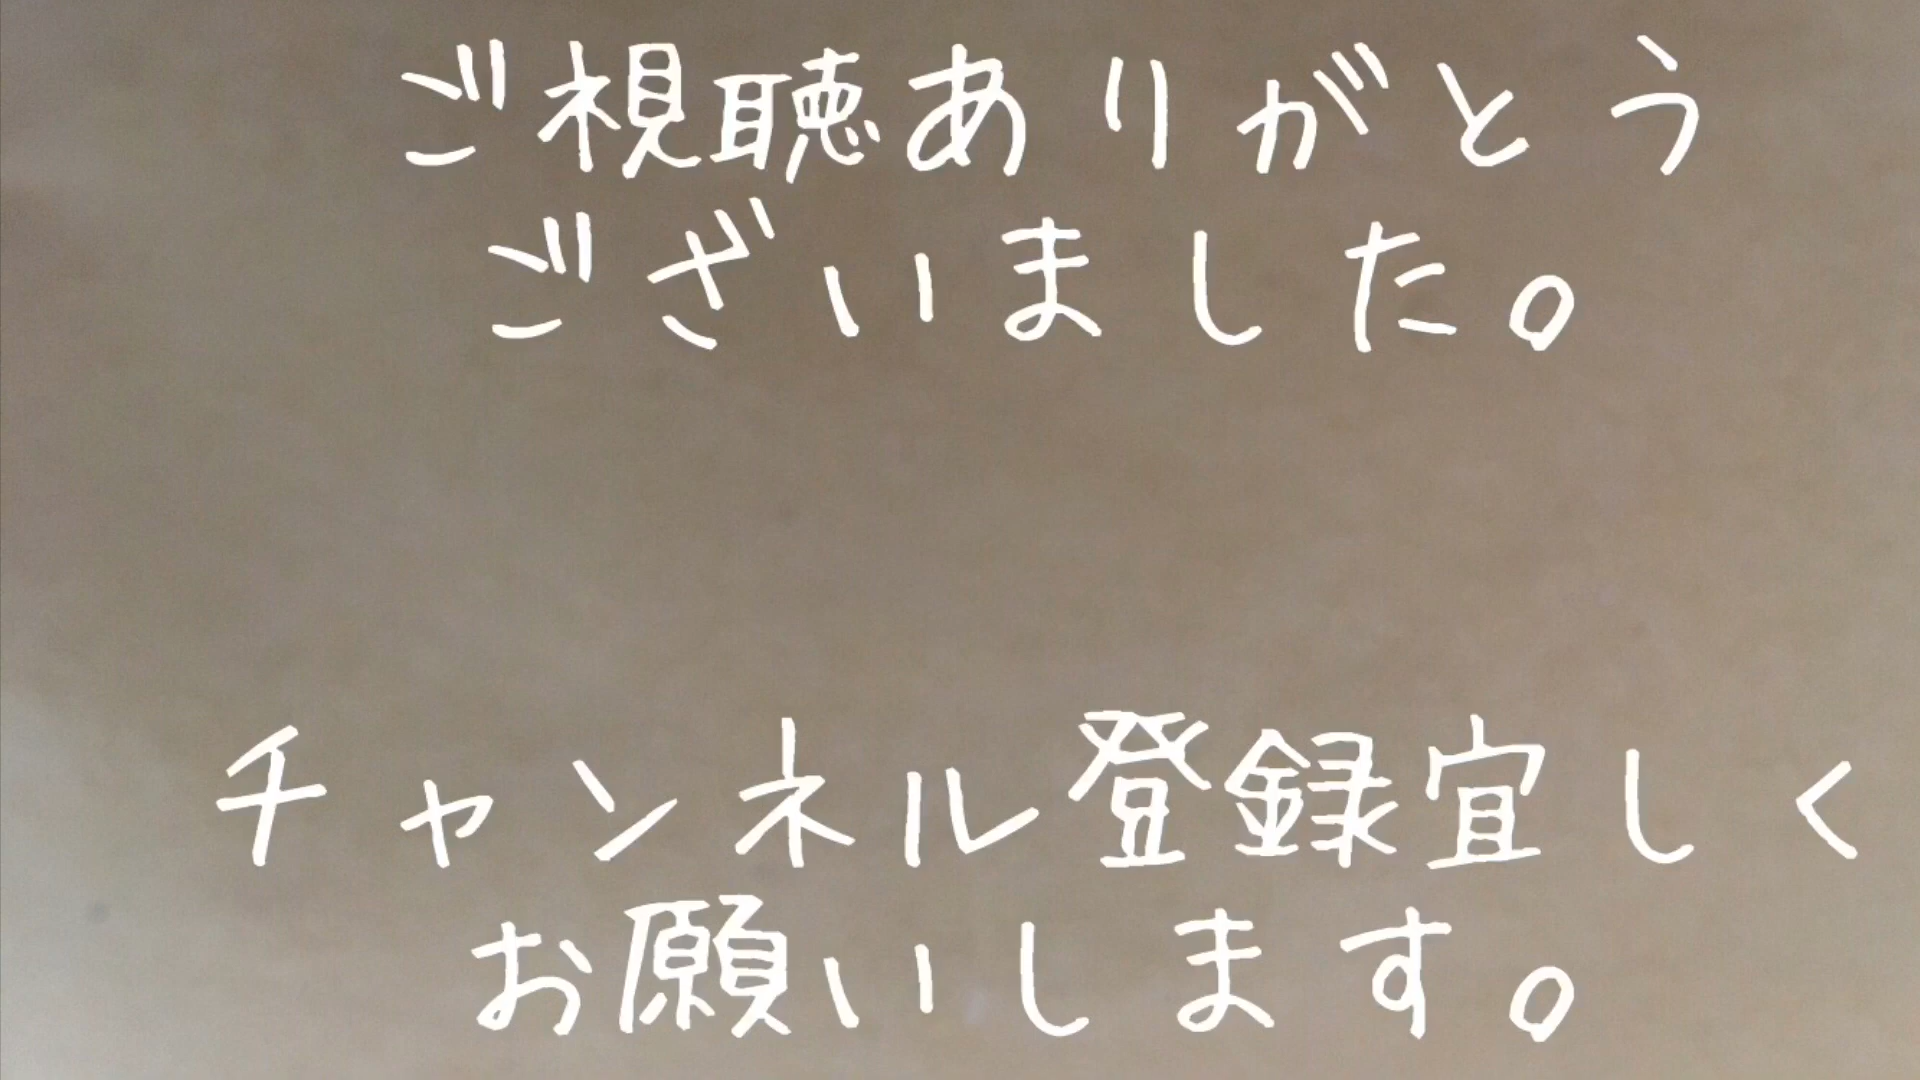 ご視聴ありがとう
ございました。
チャンネル登録宜しく
お願いします。